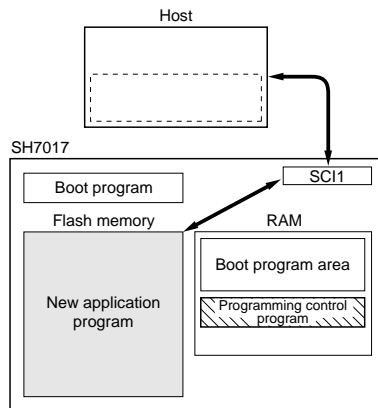 Host
SH7017
SCI1
Boot program
Flash memory
RAM
Boot program area
New application
program
Programming control
program